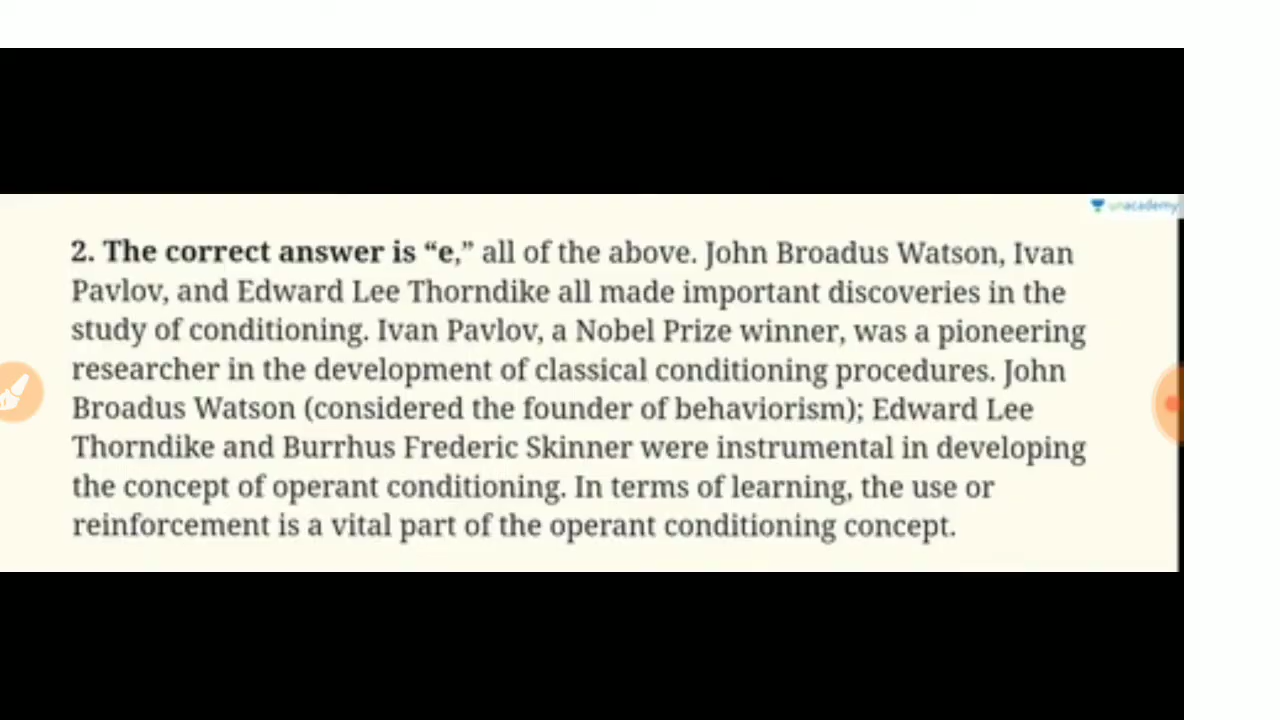 unacademy
2. The correct answer is “e,” all of the above. John Broadus Watson, Ivan
Pavlov, and Edward Lee Thorndike all made important discoveries in the
study of conditioning. Ivan Pavlov, a Nobel Prize winner, was a pioneering
researcher in the development of classical conditioning procedures. John
Broadus Watson (considered the founder of behaviorism); Edward Lee
Thorndike and Burrhus Frederic Skinner were instrumental in developing
the concept of operant conditioning. In terms of learning, the use or
reinforcement is a vital part of the operant conditioning concept.